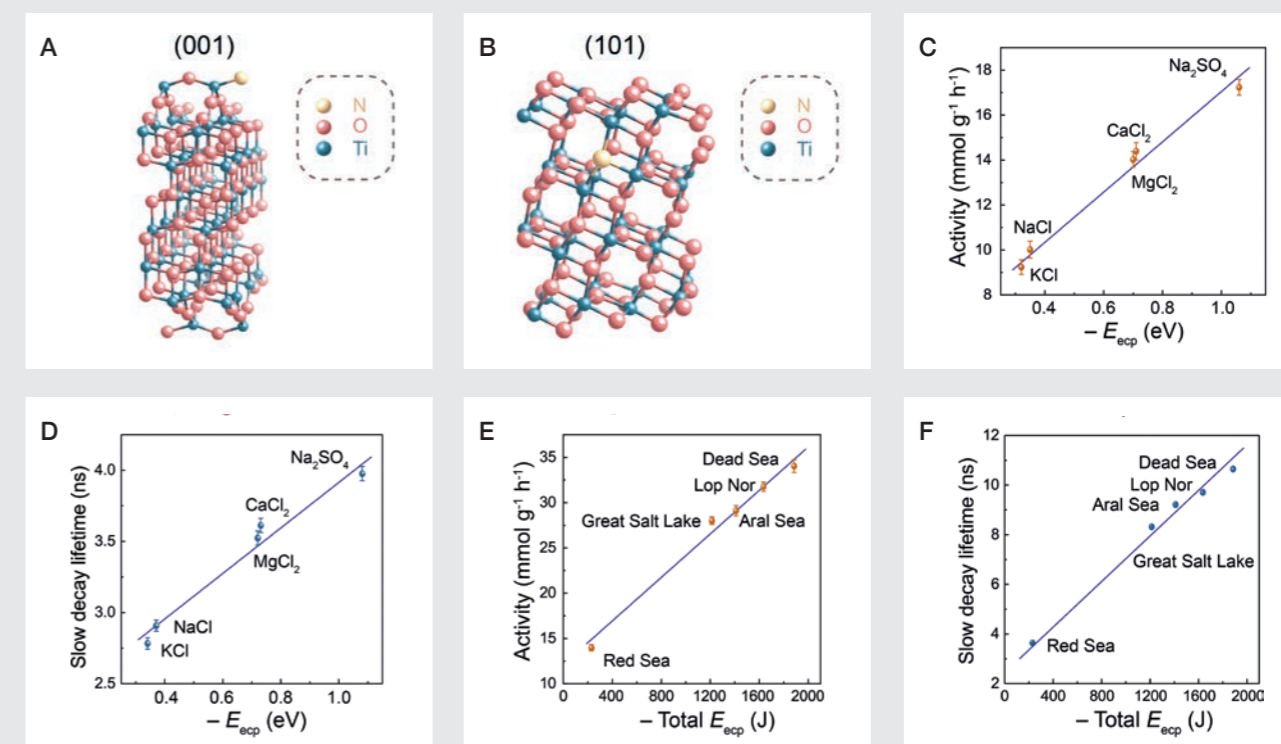 A
(001)
N
O
Ti
B
(101)
N
O
Ti
C
Activity (mmol g⁻¹ h⁻¹)
18
16
14
12
10
8
Na₂SO₄
CaCl₂
MgCl₂
NaCl
KCl
0.4 0.6 0.8 1.0
– Eecp (eV)
D
Slow decay lifetime (ns)
4.0
3.5
3.0
2.5
Na₂SO₄
CaCl₂
MgCl₂
NaCl
KCl
0.4 0.6 0.8 1.0
– Eecp (eV)
E
Activity (mmol g⁻¹ h⁻¹)
35
30
25
20
15
10
Dead Sea
Lop Nor
Great Salt Lake
Aral Sea
Red Sea
0 400 800 1200 1600 2000
– Total Eecp (J)
F
Slow decay lifetime (ns)
12
10
8
6
4
2
Dead Sea
Lop Nor
Aral Sea
Great Salt Lake
Red Sea
0 400 800 1200 1600 2000
– Total Eecp (J)